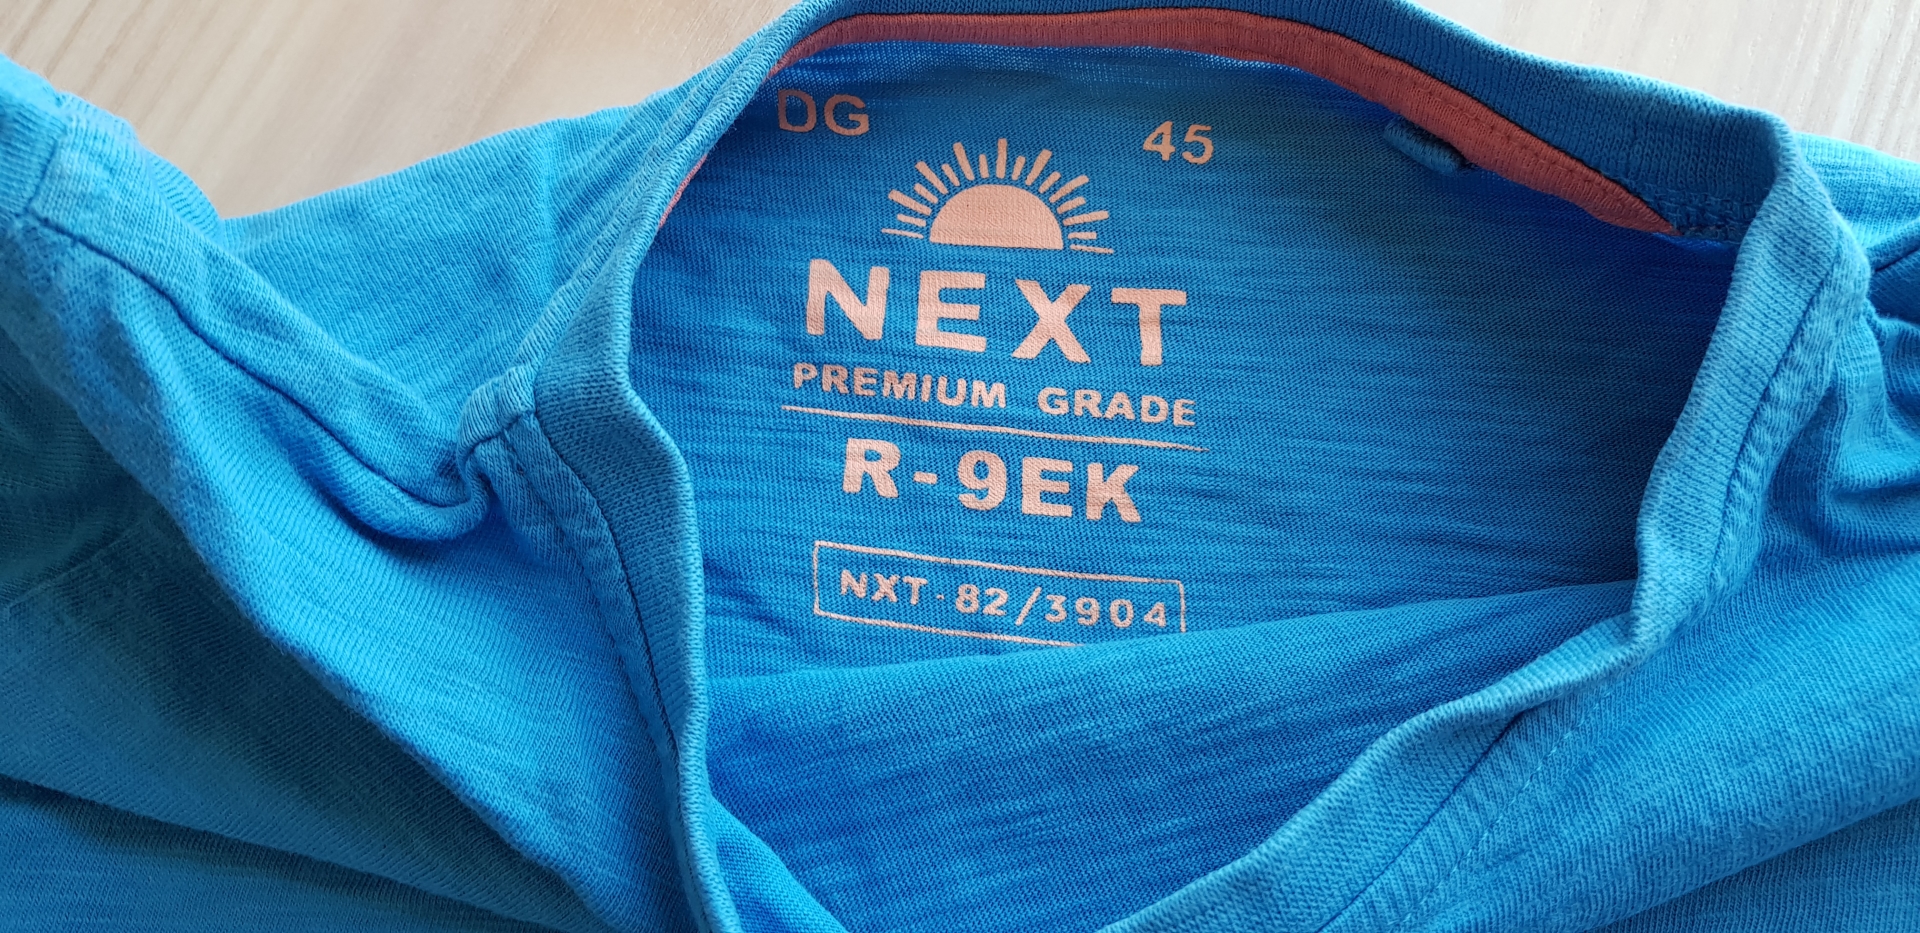 DG 45
NEXT
PREMIUM GRADE
R-9EK
NXT-82/3904